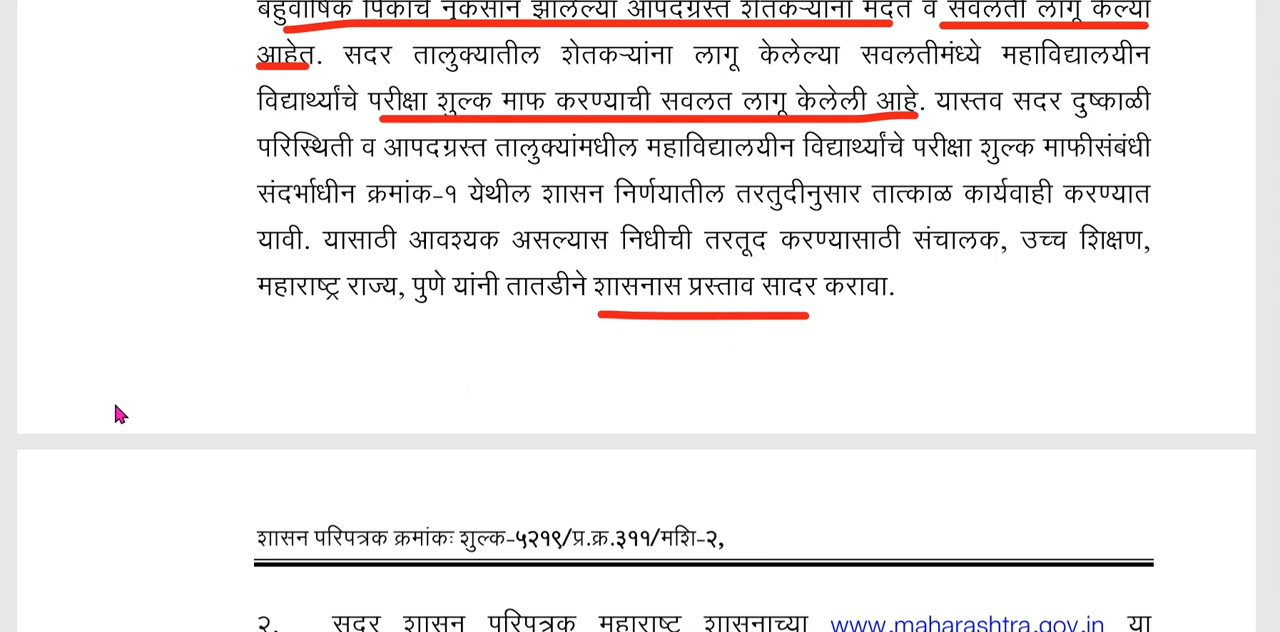 बहुवार्षिक पिकांचे नुकसान झालेल्या आपदग्रस्त शेतकऱ्यांना मदत व सवलती लागू केल्या
आहेत. सदर तालुक्यातील शेतकऱ्यांना लागू केलेल्या सवलतीमंध्ये महाविद्यालयीन
विद्यार्थ्यांचे परीक्षा शुल्क माफ करण्याची सवलत लागू केलेली आहे. यास्तव सदर दुष्काळी
परिस्थिती व आपदग्रस्त तालुक्यांमधील महाविद्यालयीन विद्यार्थ्यांचे परीक्षा शुल्क माफीसंबंधी
संदर्भाधीन क्रमांक-१ येथील शासन निर्णयातील तरतुदीनुसार तात्काळ कार्यवाही करण्यात
यावी. यासाठी आवश्यक असल्यास निधीची तरतूद करण्यासाठी संचालक, उच्च शिक्षण,
महाराष्ट्र राज्य, पुणे यांनी तातडीने शासनास प्रस्ताव सादर करावा.
शासन परिपत्रक क्रमांकः शुल्क-५२१९/प्र.क्र.३११/मशि-२,
२. सदर शासन परिपत्रक महाराष्ट्र शासनाच्या www.maharashtra.gov.in या